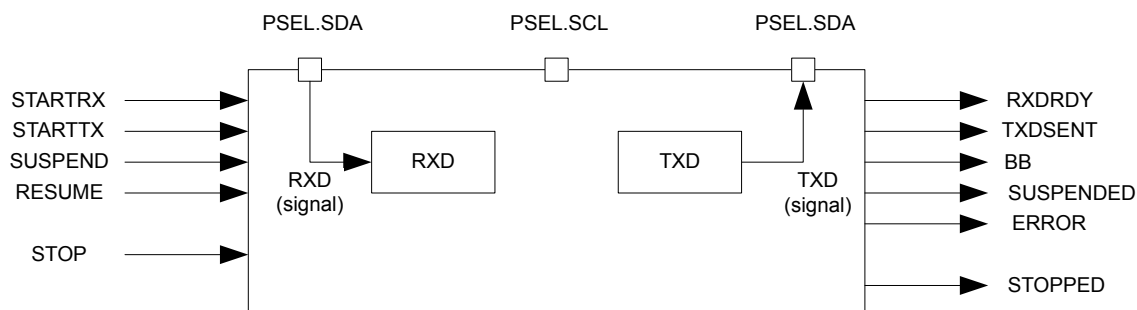 PSEL.SDA PSEL.SCL PSEL.SDA
STARTRX
STARTTX
SUSPEND
RESUME
STOP
RXD
RXD
(signal)
TXD
TXD
(signal)
RXDRDY
TXDSENT
BB
SUSPENDED
ERROR
STOPPED